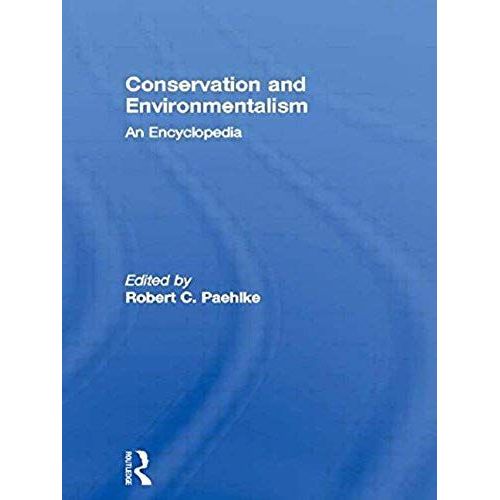 Conservation and
Environmentalism
An Encyclopedia
Edited by
Robert C. Paehlke
ROUTLEDGE